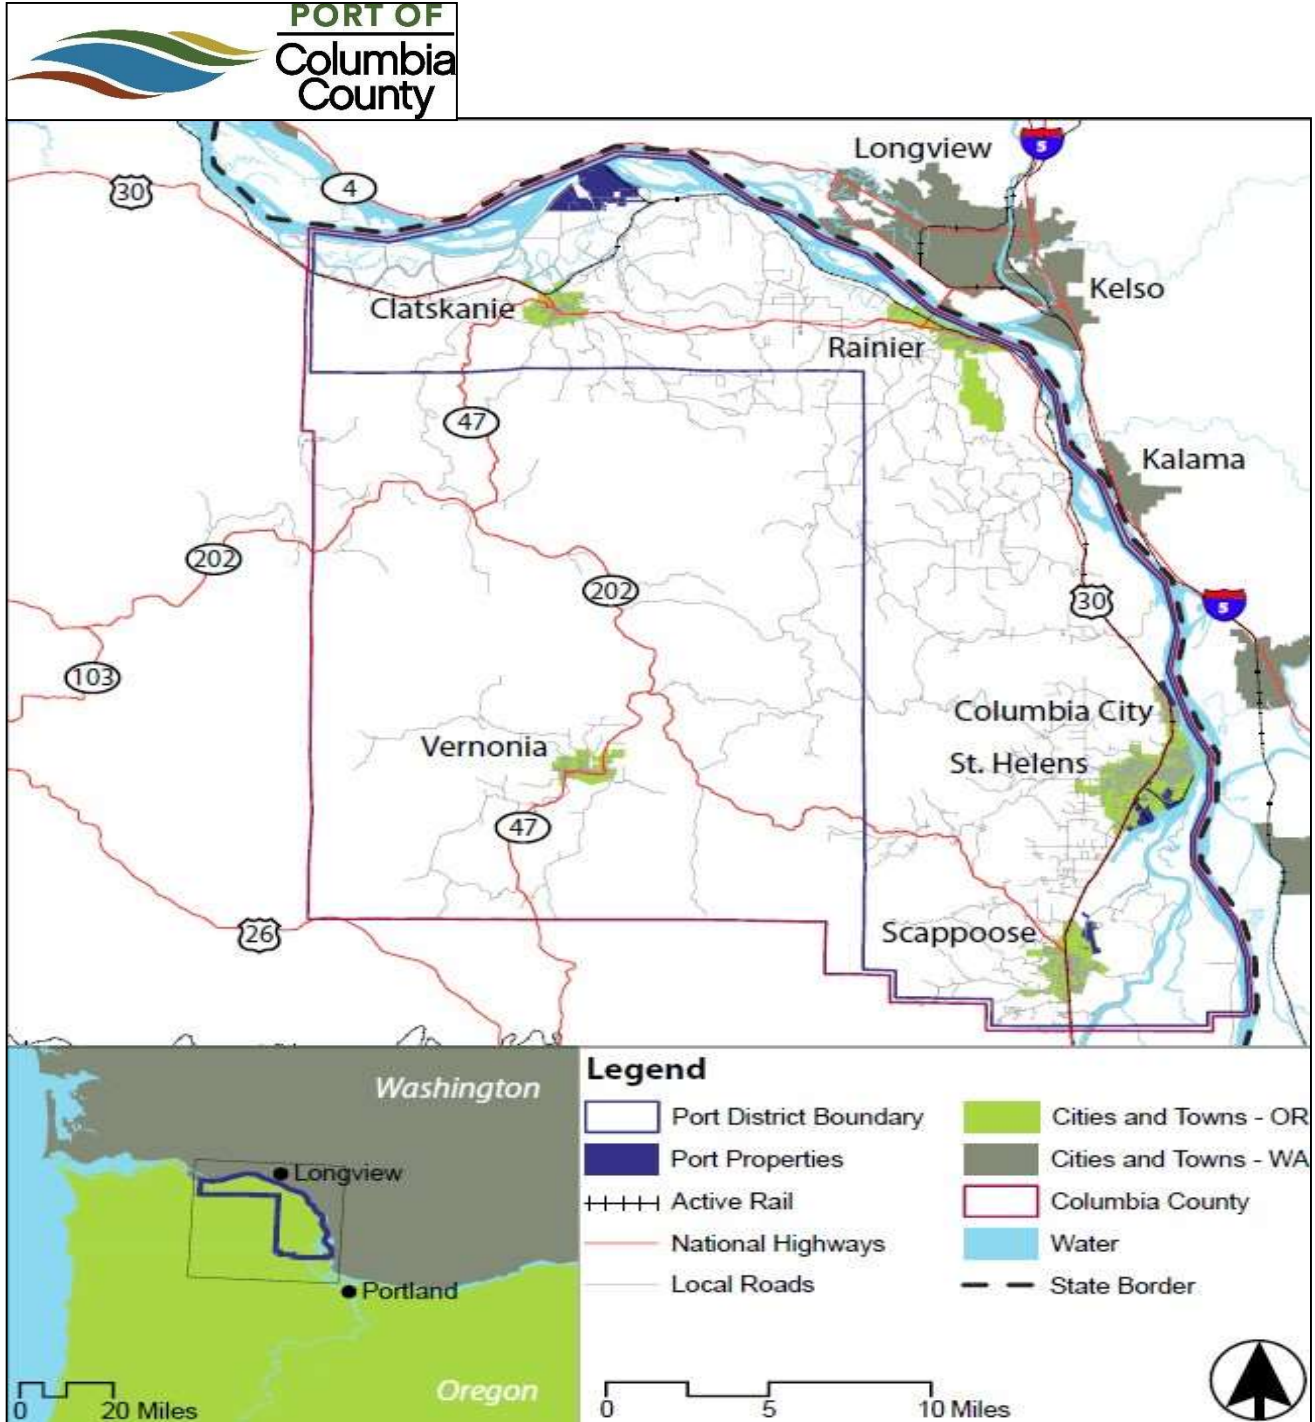 PORT OF
Columbia
County
Longview
5
30
4
Kelso
Clatskanie
Rainier
47
Kalama
202
202
30
5
103
Columbia City
Vernonia
St. Helens
47
26
Scappoose
Washington
Longview
Portland
Oregon
0 20 Miles
Legend
Port District Boundary
Port Properties
Active Rail
National Highways
Local Roads
Cities and Towns - OR
Cities and Towns - WA
Columbia County
Water
State Border
0 5 10 Miles